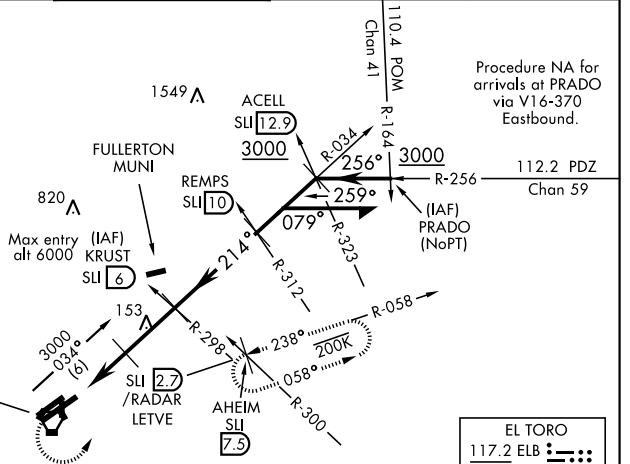 110.4 POM
Chan 41
R-164
Procedure NA for
arrivals at PRADO
via V16-370
Eastbound.
1549
ACELL
SLI 12.9
3000
R-034
256°
3000
R-256
112.2 PDZ
Chan 59
FULLERTON
MUNI
REMPS
SLI 10
259°
079°
(IAF)
PRADO
(NoPT)
820
Max entry
alt 6000
(IAF)
KRUST
SLI 6
214°
R-323
R-312
153
R-298
R-058
238°
200K
058°
3000
034°
(6)
SLI 2.7
/RADAR
LETVE
AHEIM
SLI
7.5
R-300
EL TORO
117.2 ELB